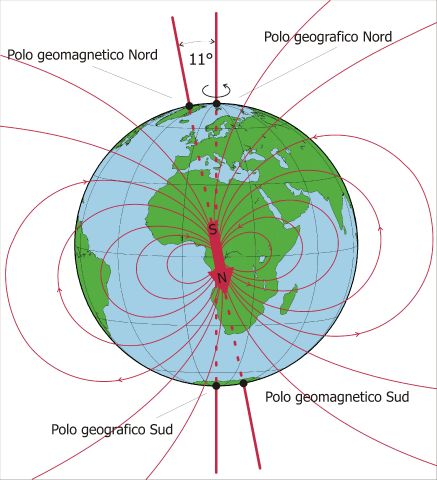 Polo geografico Nord
Polo geomagnetico Nord
11°
S
N
Polo geomagnetico Sud
Polo geografico Sud